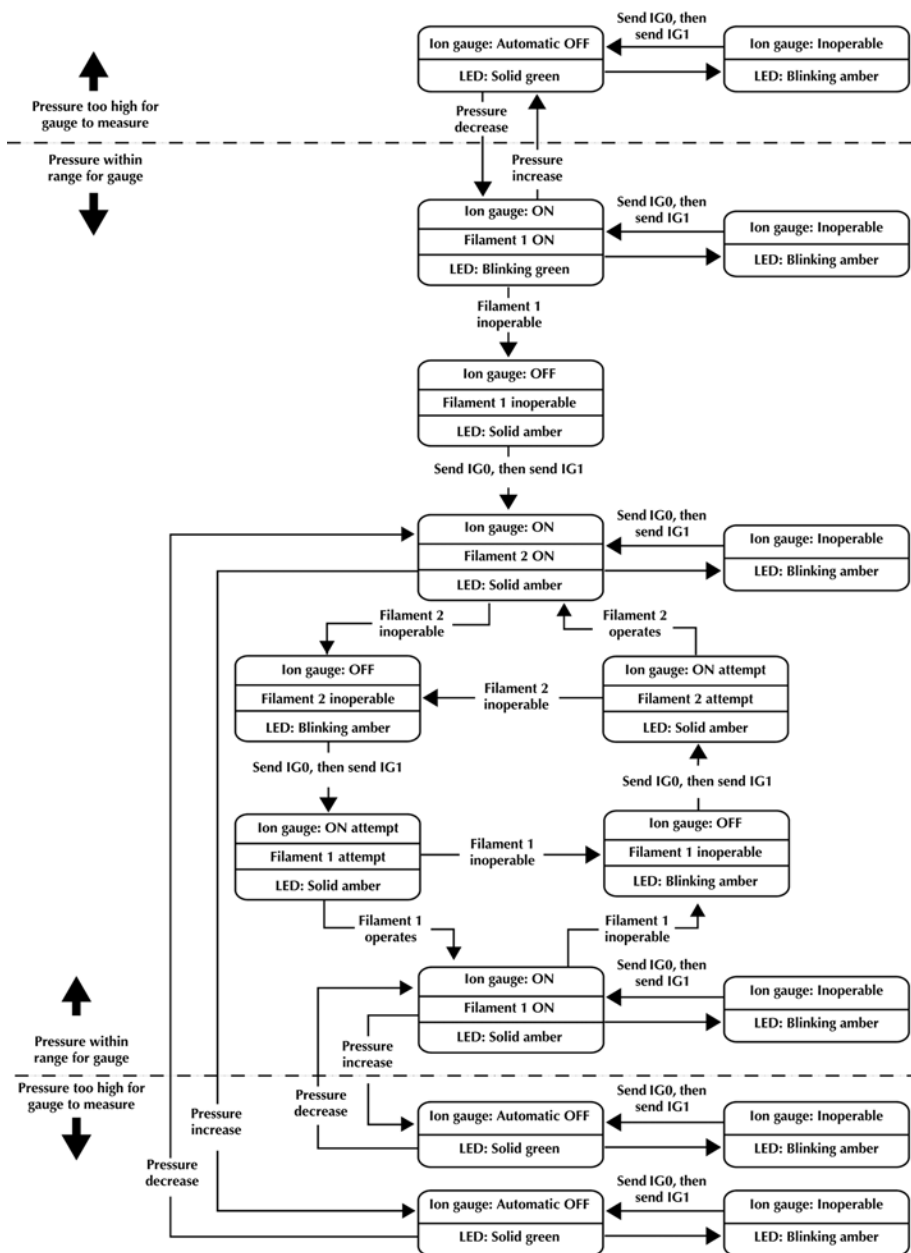 Send IG0, then
send IG1
Ion gauge: Automatic OFF
LED: Solid green
Ion gauge: Inoperable
LED: Blinking amber
Pressure too high for
gauge to measure
Pressure
decrease
Pressure within
range for gauge
Pressure
increase
Ion gauge: ON
Filament 1 ON
LED: Blinking green
Send IG0, then
send IG1
Ion gauge: Inoperable
LED: Blinking amber
Filament 1
inoperable
Ion gauge: OFF
Filament 1 inoperable
LED: Solid amber
Send IG0, then send IG1
Ion gauge: ON
Filament 2 ON
LED: Solid amber
Send IG0, then
send IG1
Ion gauge: Inoperable
LED: Blinking amber
Filament 2
inoperable
Filament 2
operates
Ion gauge: OFF
Filament 2 inoperable
LED: Blinking amber
Filament 2
inoperable
Ion gauge: ON attempt
Filament 2 attempt
LED: Solid amber
Send IG0, then send IG1
Send IG0, then send IG1
Ion gauge: ON attempt
Filament 1 attempt
LED: Solid amber
Filament 1
inoperable
Ion gauge: OFF
Filament 1 inoperable
LED: Blinking amber
Filament 1
operates
Filament 1
inoperable
Ion gauge: ON
Filament 1 ON
LED: Solid amber
Send IG0, then
send IG1
Ion gauge: Inoperable
LED: Blinking amber
Pressure within
range for gauge
Pressure
increase
Pressure too high for
gauge to measure
Pressure
decrease
Ion gauge: Automatic OFF
LED: Solid green
Send IG0, then
send IG1
Ion gauge: Inoperable
LED: Blinking amber
Pressure
increase
Pressure
decrease
Ion gauge: Automatic OFF
LED: Solid green
Send IG0, then
send IG1
Ion gauge: Inoperable
LED: Blinking amber